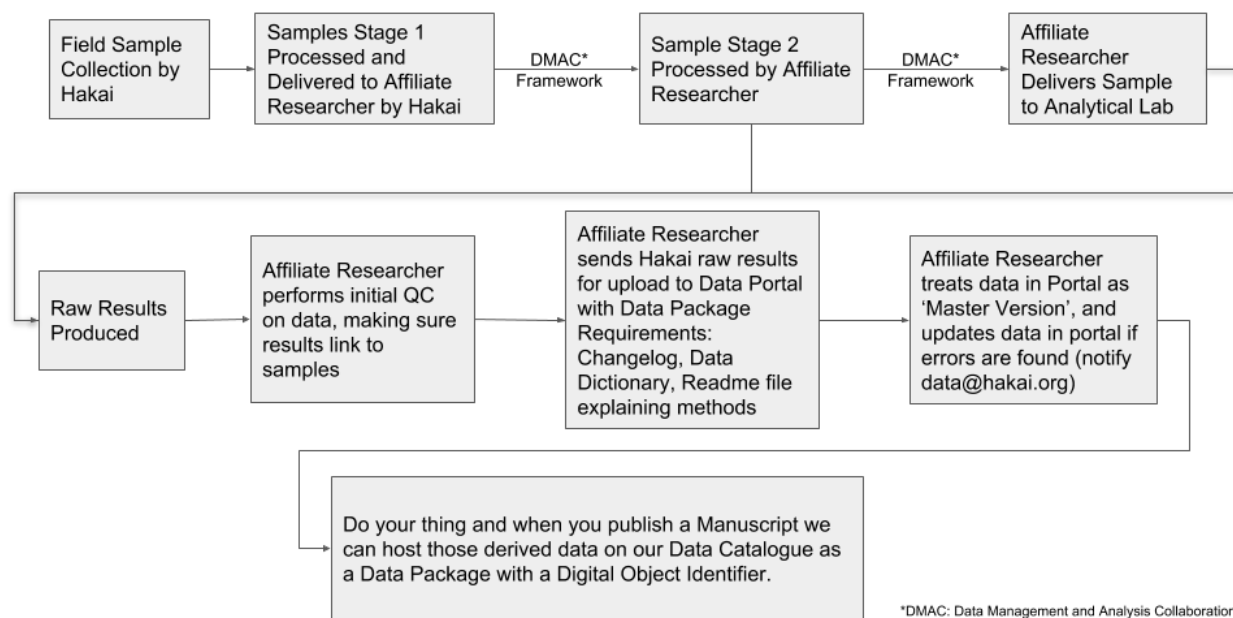 Field Sample
Collection by
Hakai
Samples Stage 1
Processed and
Delivered to Affiliate
Researcher by Hakai
DMAC*
Framework
Sample Stage 2
Processed by Affiliate
Researcher
DMAC*
Framework
Affiliate
Researcher
Delivers Sample
to Analytical Lab
Raw Results
Produced
Affiliate Researcher
performs initial QC
on data, making sure
results link to
samples
Affiliate Researcher
sends Hakai raw results
for upload to Data Portal
with Data Package
Requirements:
Changelog, Data
Dictionary, Readme file
explaining methods
Affiliate Researcher
treats data in Portal as
‘Master Version’, and
updates data in portal if
errors are found (notify
data@hakai.org)
Do your thing and when you publish a Manuscript we
can host those derived data on our Data Catalogue as
a Data Package with a Digital Object Identifier.
*DMAC: Data Management and Analysis Collaboration